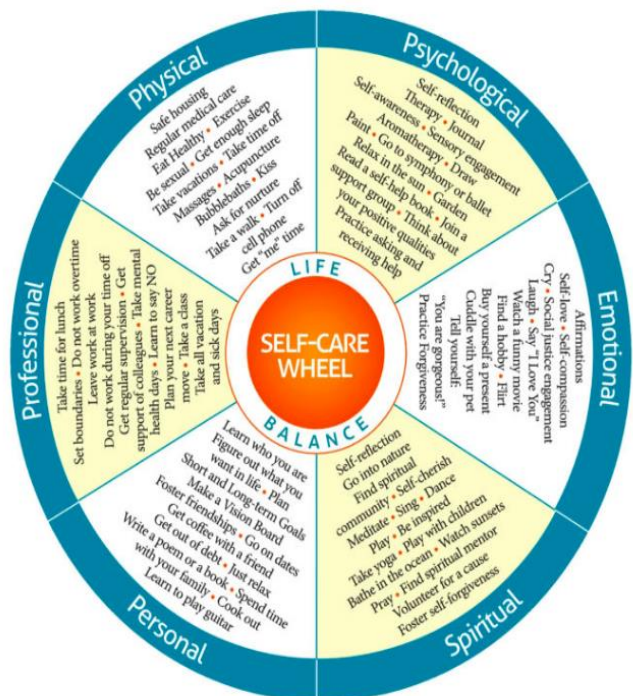 Physical
Safe housing
Regular medical care
Eat Healthy • Exercise
Be sexual • Get enough sleep
Take vacations • Take time off
Massages • Acupuncture
Bubblebaths • Kiss
Ask for nurture
Take a walk • Turn off
cell phone
Get "me" time
Psychological
Self-reflection
Therapy • Journal
Self-awareness • Sensory engagement
Aromatherapy • Draw
Paint • Go to symphony or ballet
Relax in the sun • Garden
Read a self-help book • Join a
support group • Think about
your positive qualities
Practice asking and
receiving help
Emotional
Affirmations
Self-love • Self-compassion
Cry • Social justice engagement
Laugh • Say "I Love You"
Watch a funny movie
Find a hobby • Flirt
Buy yourself a present
Cuddle with your pet
Tell yourself:
"You are gorgeous!"
Practice Forgiveness
Spiritual
Self-reflection
Go into nature
Find spiritual
community • Self-cherish
Meditate • Sing • Dance
Play • Be inspired
Take yoga • Play with children
Bathe in the ocean • Watch sunsets
Pray • Find spiritual mentor
Volunteer for a cause
Foster self-forgiveness
Personal
Learn who you are
Figure out what you
want in life • Plan
Short and Long-term Goals
Make a Vision Board
Foster friendships • Go on dates
Get coffee with a friend
Get out of debt • Just relax
Write a poem or a book • Spend time
with your family • Cook out
Learn to play guitar
Professional
Take time for lunch
Set boundaries • Do not work overtime
Leave work at work
Do not work during your time off
Get regular supervision • Get
support of colleagues • Take mental
health days • Learn to say NO
Plan your next career
move • Take a class
Take all vacation
and sick days
LIFE
SELF-CARE
WHEEL
BALANCE